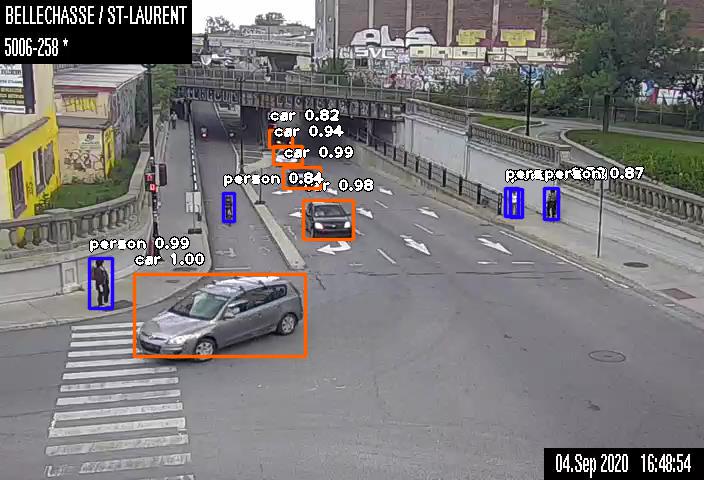 BELLECHASSE / ST-LAURENT
5006-258 *
car 0.82
car 0.94
car 0.99
person 0.84
car 0.98
person 0.87
person 0.99
car 1.00
04.Sep 2020 16:48:54